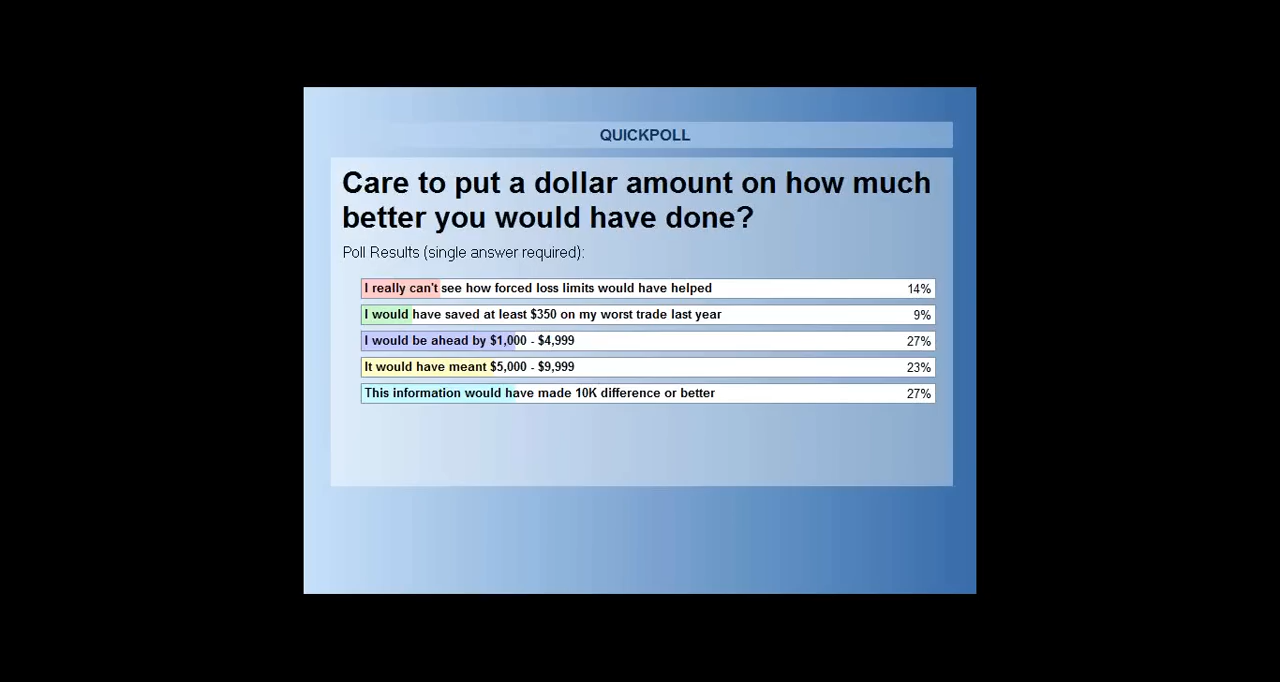 QUICKPOLL
Care to put a dollar amount on how much
better you would have done?
Poll Results (single answer required):
I really can't see how forced loss limits would have helped 14%
I would have saved at least $350 on my worst trade last year 9%
I would be ahead by $1,000 - $4,999 27%
It would have meant $5,000 - $9,999 23%
This information would have made 10K difference or better 27%